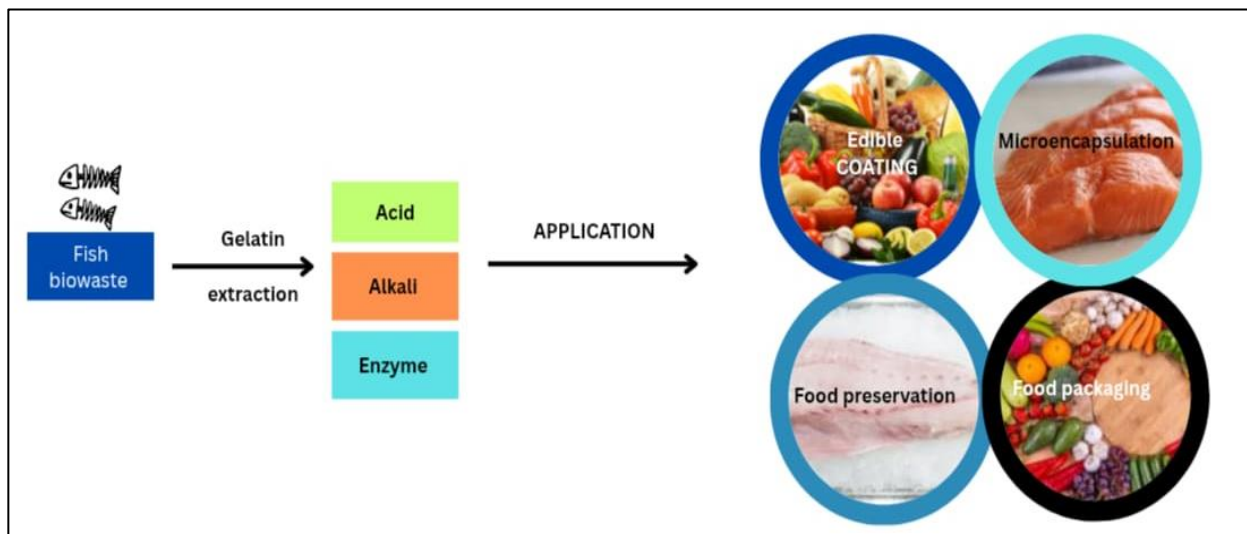 Fish
biowaste
Gelatin
extraction
Acid
Alkali
Enzyme
APPLICATION
Edible
COATING
Microencapsulation
Food preservation
Food packaging